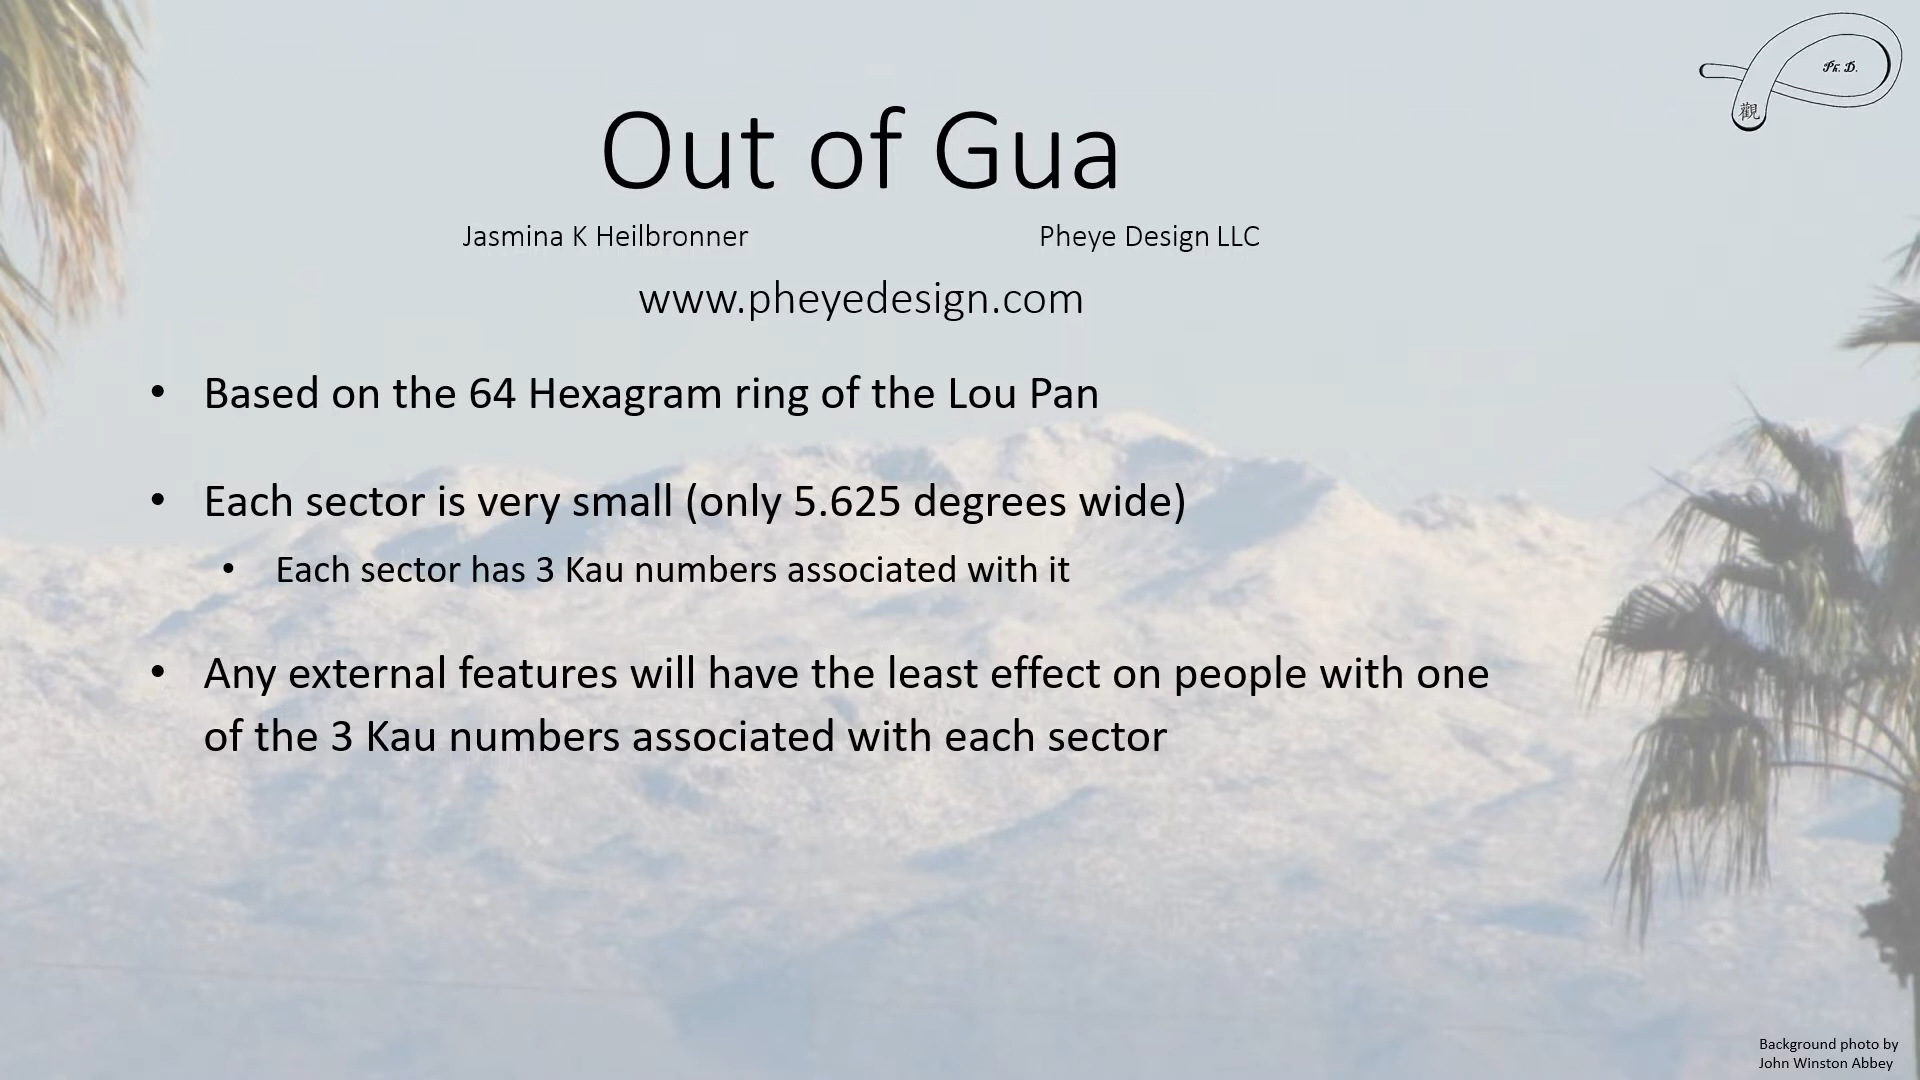 Ph. D.
觀
Out of Gua
Jasmina K Heilbronner Pheye Design LLC
www.pheyedesign.com
• Based on the 64 Hexagram ring of the Lou Pan
• Each sector is very small (only 5.625 degrees wide)
• Each sector has 3 Kau numbers associated with it
• Any external features will have the least effect on people with one
of the 3 Kau numbers associated with each sector
Background photo by
John Winston Abbey